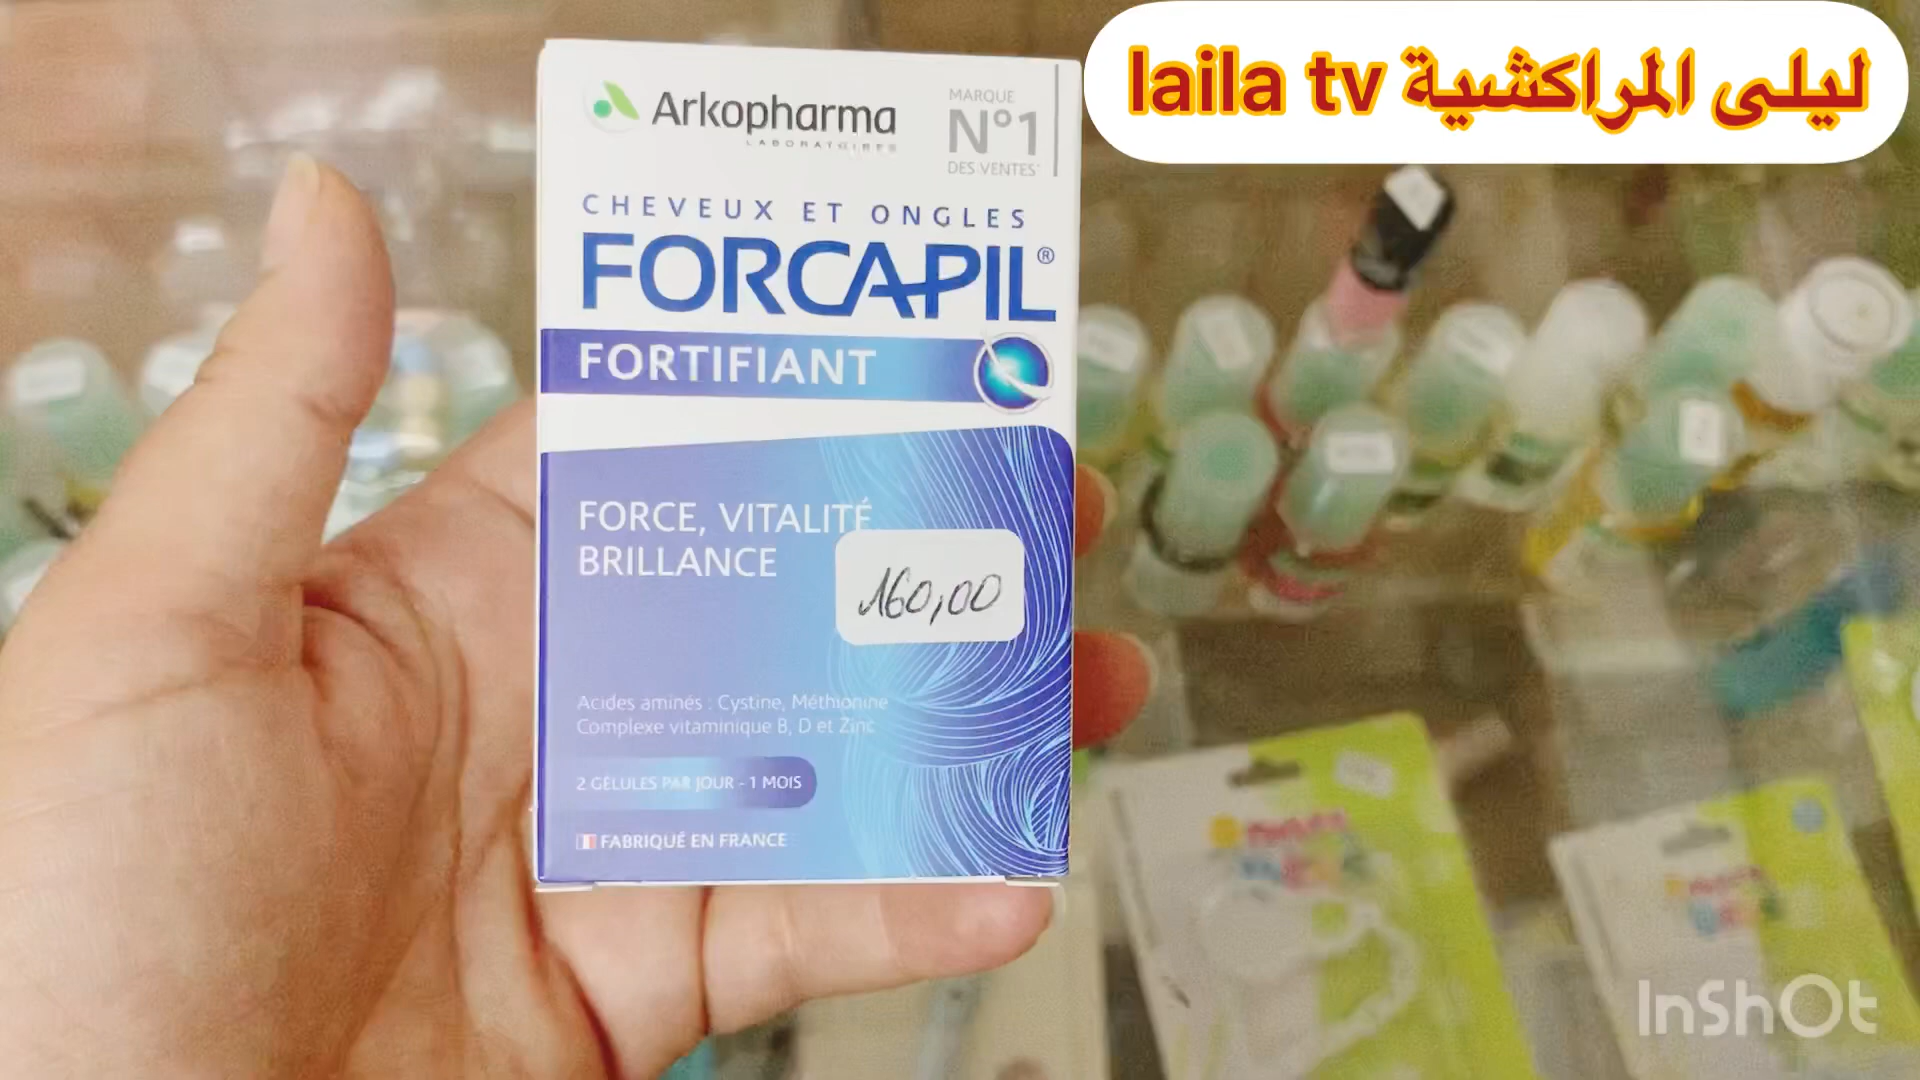 ليلى المراكشية laila tv
Arkopharma
LABORATOIRES
MARQUE
N°1
DES VENTES*
CHEVEUX ET ONGLES
FORCAPIL®
FORTIFIANT
FORCE, VITALITÉ
BRILLANCE
160,00
Acides aminés : Cystine, Méthionine
Complexe vitaminique B, D et Zinc
2 GÉLULES PAR JOUR - 1 MOIS
FABRIQUÉ EN FRANCE
InShOt